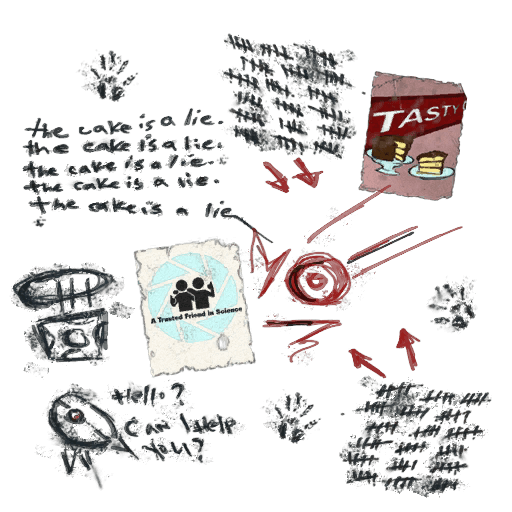 the cake is a lie.
the cake is a lie.
the cake is a lie.
the cake is a lie.
the cake is a lie
TASTY
A Trusted Friend in Science
Hello?
Can I Help
You?